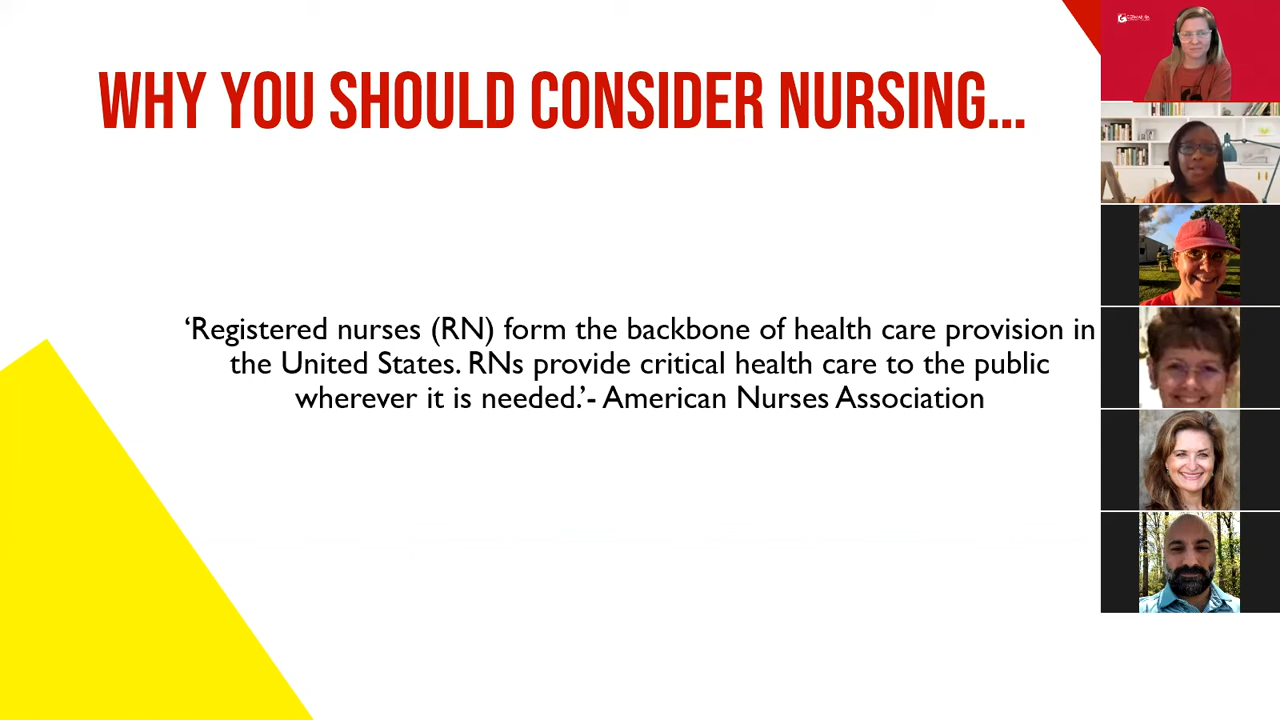 WHY YOU SHOULD CONSIDER NURSING...
‘Registered nurses (RN) form the backbone of health care provision in
the United States. RNs provide critical health care to the public
wherever it is needed.’- American Nurses Association